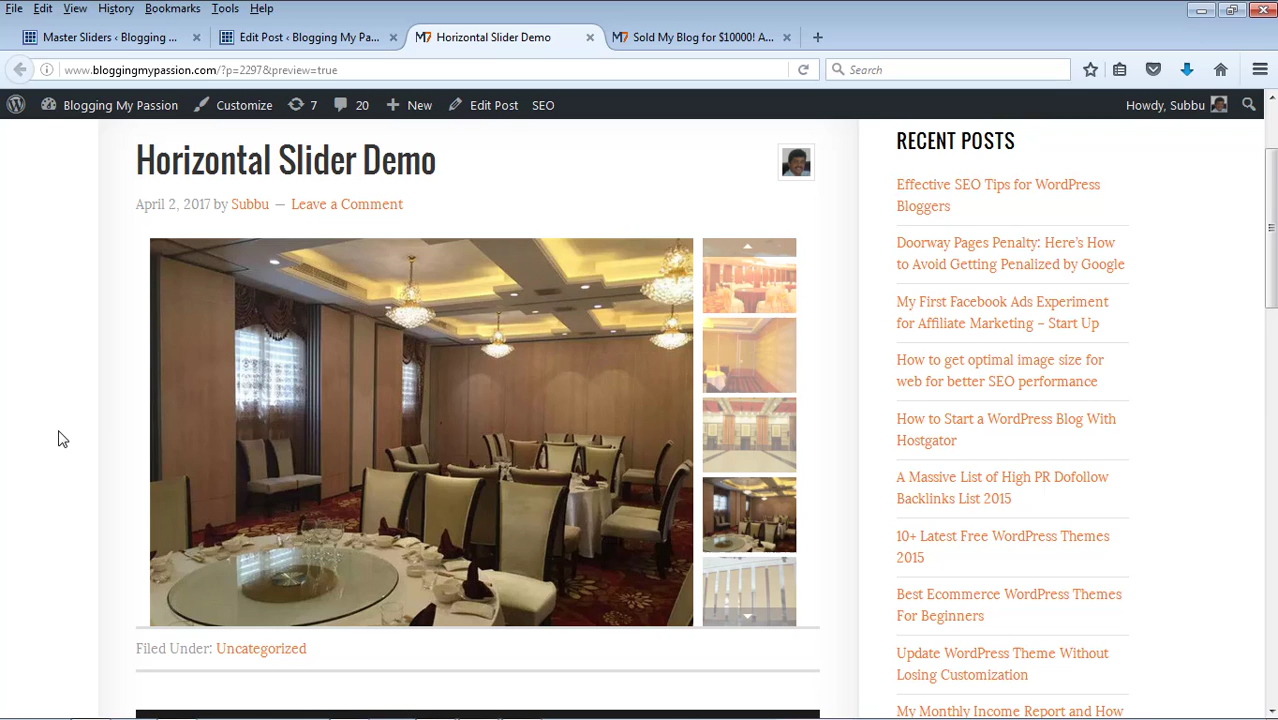 File Edit View History Bookmarks Tools Help
Master Sliders ‹ Blogging ... × Edit Post ‹ Blogging My Pa... × M7 Horizontal Slider Demo × M7 Sold My Blog for $10000! A... × +
www.bloggingmypassion.com/?p=2297&preview=true Search
Blogging My Passion Customize 7 20 New Edit Post SEO Howdy, Subbu
Horizontal Slider Demo
April 2, 2017 by Subbu — Leave a Comment
Filed Under: Uncategorized
RECENT POSTS
Effective SEO Tips for WordPress
Bloggers
Doorway Pages Penalty: Here's How
to Avoid Getting Penalized by Google
My First Facebook Ads Experiment
for Affiliate Marketing – Start Up
How to get optimal image size for
web for better SEO performance
How to Start a WordPress Blog With
Hostgator
A Massive List of High PR Dofollow
Backlinks List 2015
10+ Latest Free WordPress Themes
2015
Best Ecommerce WordPress Themes
For Beginners
Update WordPress Theme Without
Losing Customization
My Monthly Income Report and How